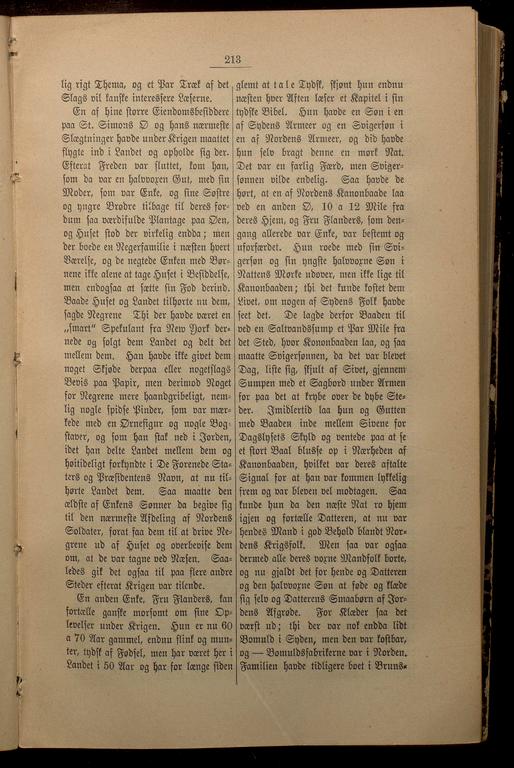 213
lig rigt Thema, og et Par Træk af det
Slags vil kanske interessere Læserne.
En af hine større Eiendomsbesiddere
paa St. Simons Ø og hans nærmeste
Slægtninger havde under Krigen maattet
flygte ind i Landet og opholde sig der.
Efterat Freden var sluttet, kom han,
som da var en halvvoxen Gut, med sin
Moder, som var Enke, og sine Søstre
og yngre Brødre tilbage til deres for-
dum saa værdifulde Plantage paa Øen,
og Huset stod der virkelig endda; men
der boede en Negerfamilie i næsten hvert
Værelse, og de negtede Enken med Bør-
nene ikke alene at tage Huset i Besiddelse,
men endogsaa at sætte sin Fod derind.
Baade Huset og Landet tilhørte nu dem,
sagde Negrene Thi der havde været en
„smart" Spekulant fra New York der-
nede og solgt dem Landet og delt det
mellem dem. Han havde ikke givet dem
noget Skjøde derpaa eller nogetslags
Bevis paa Papir, men derimod Noget
for Negrene mere haandgribeligt, nem-
lig nogle spidse Pinder, som var mær-
kede med en Ørnefigur og nogle Bog-
staver, og som han stak ned i Jorden,
idet han delte Landet mellem dem og
høitideligt forkyndte i De Forenede Sta-
ters og Præsidentens Navn, at nu til-
hørte Landet dem. Saa maatte den
ældste af Enkens Sønner da begive sig
til den nærmeste Afdeling af Nordens
Soldater, forat faa dem til at drive Ne-
grene ud af Huset og overbevise dem
om, at de var tagne ved Næsen. Saa-
ledes gik det ogsaa til paa flere andre
Steder efterat Krigen var tilende.
En anden Enke, Fru Flanders, kan
fortælle ganske morsomt om sine Op-
levelser under Krigen. Hun er nu 60
a 70 Aar gammel, endnu flink og mun-
ter, tydsk af Fødsel, men har været her i
Landet i 50 Aar og har for længe siden
glemt at tale Tydsk, skjønt hun endnu
næsten hver Aften læser et Kapitel i sin
tydske Bibel. Hun havde en Søn i en
af Sydens Armeer og en Svigersøn i
en af Nordens Armeer, og did havde
hun selv bragt denne en mørk Nat.
Det var en farlig Færd, men Sviger-
sønnen vilde endelig. Saa havde de
hørt, at en af Nordens Kanonbaade laa
ved en anden Ø, 10 a 12 Mile fra
deres Hjem, og Fru Flanders, som den-
gang allerede var Enke, var bestemt og
uforfærdet. Hun roede med sin Svi-
gersøn og sin yngste halvvoxne Søn i
Nattens Mørke udover, men ikke lige til
Kanonbaaden; thi det kunde kostet dem
Livet, om nogen af Sydens Folk havde
seet det. De lagde derfor Baaden til
ved en Saltvandssump et Par Mile fra
det Sted, hvor Kononbaaden laa, og saa
maatte Svigersønnen, da det var blevet
Dag, liste sig, skjult af Sivet, gjennem
Sumpen med et Sagbord under Armen
for paa det at krybe over de dybe Ste-
der. Imidlertid laa hun og Gutten
med Baaden inde mellem Sivene for
Dagslysets Skyld og ventede paa at se
et stort Baal blusse op i Nærheden af
Kanonbaaden, hvilket var deres aftalte
Signal for at han var kommen lykkelig
frem og var bleven vel modtagen. Saa
kunde hun da den næste Nat ro hjem
igjen og fortælle Datteren, at nu var
hendes Mand i god Behold blandt Nor-
dens Krigsfolk. Men saa var ogsaa
dermed alle deres voxne Mandfolk borte,
og nu gjaldt det for hende og Datteren
og den halvvoxne Søn at føde og klæde
sig selv og Datterens Smaabørn af Jor-
dens Afgrøde. For Klæder saa det
værst ud; thi der var nok endda lidt
Bomuld i Syden, men den var kostbar,
og — Bomuldsfabrikerne var i Norden.
Familien havde tidligere boet i Bruns-